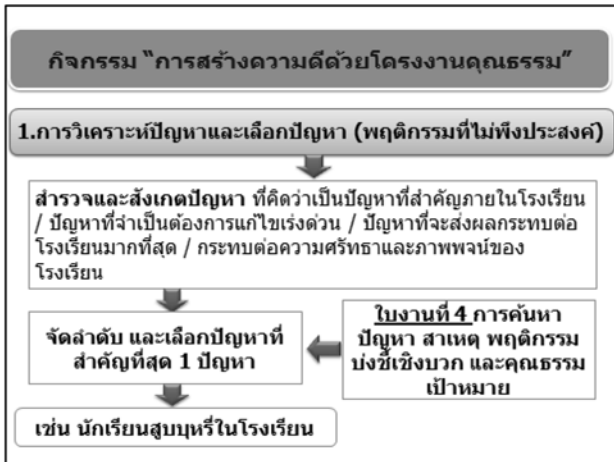 กิจกรรม “การสร้างความดีด้วยโครงงานคุณธรรม”
1.การวิเคราะห์ปัญหาและเลือกปัญหา (พฤติกรรมที่ไม่พึงประสงค์)
สำรวจและสังเกตปัญหา ที่คิดว่าเป็นปัญหาที่สำคัญภายในโรงเรียน
/ ปัญหาที่จำเป็นต้องการแก้ไขเร่งด่วน / ปัญหาที่จะส่งผลกระทบต่อ
โรงเรียนมากที่สุด / กระทบต่อความศรัทธาและภาพพจน์ของ
โรงเรียน
จัดลำดับ และเลือกปัญหาที่
สำคัญที่สุด 1 ปัญหา
ใบงานที่ 4 การค้นหา
ปัญหา สาเหตุ พฤติกรรม
บ่งชี้เชิงบวก และคุณธรรม
เป้าหมาย
เช่น นักเรียนสูบบุหรี่ในโรงเรียน